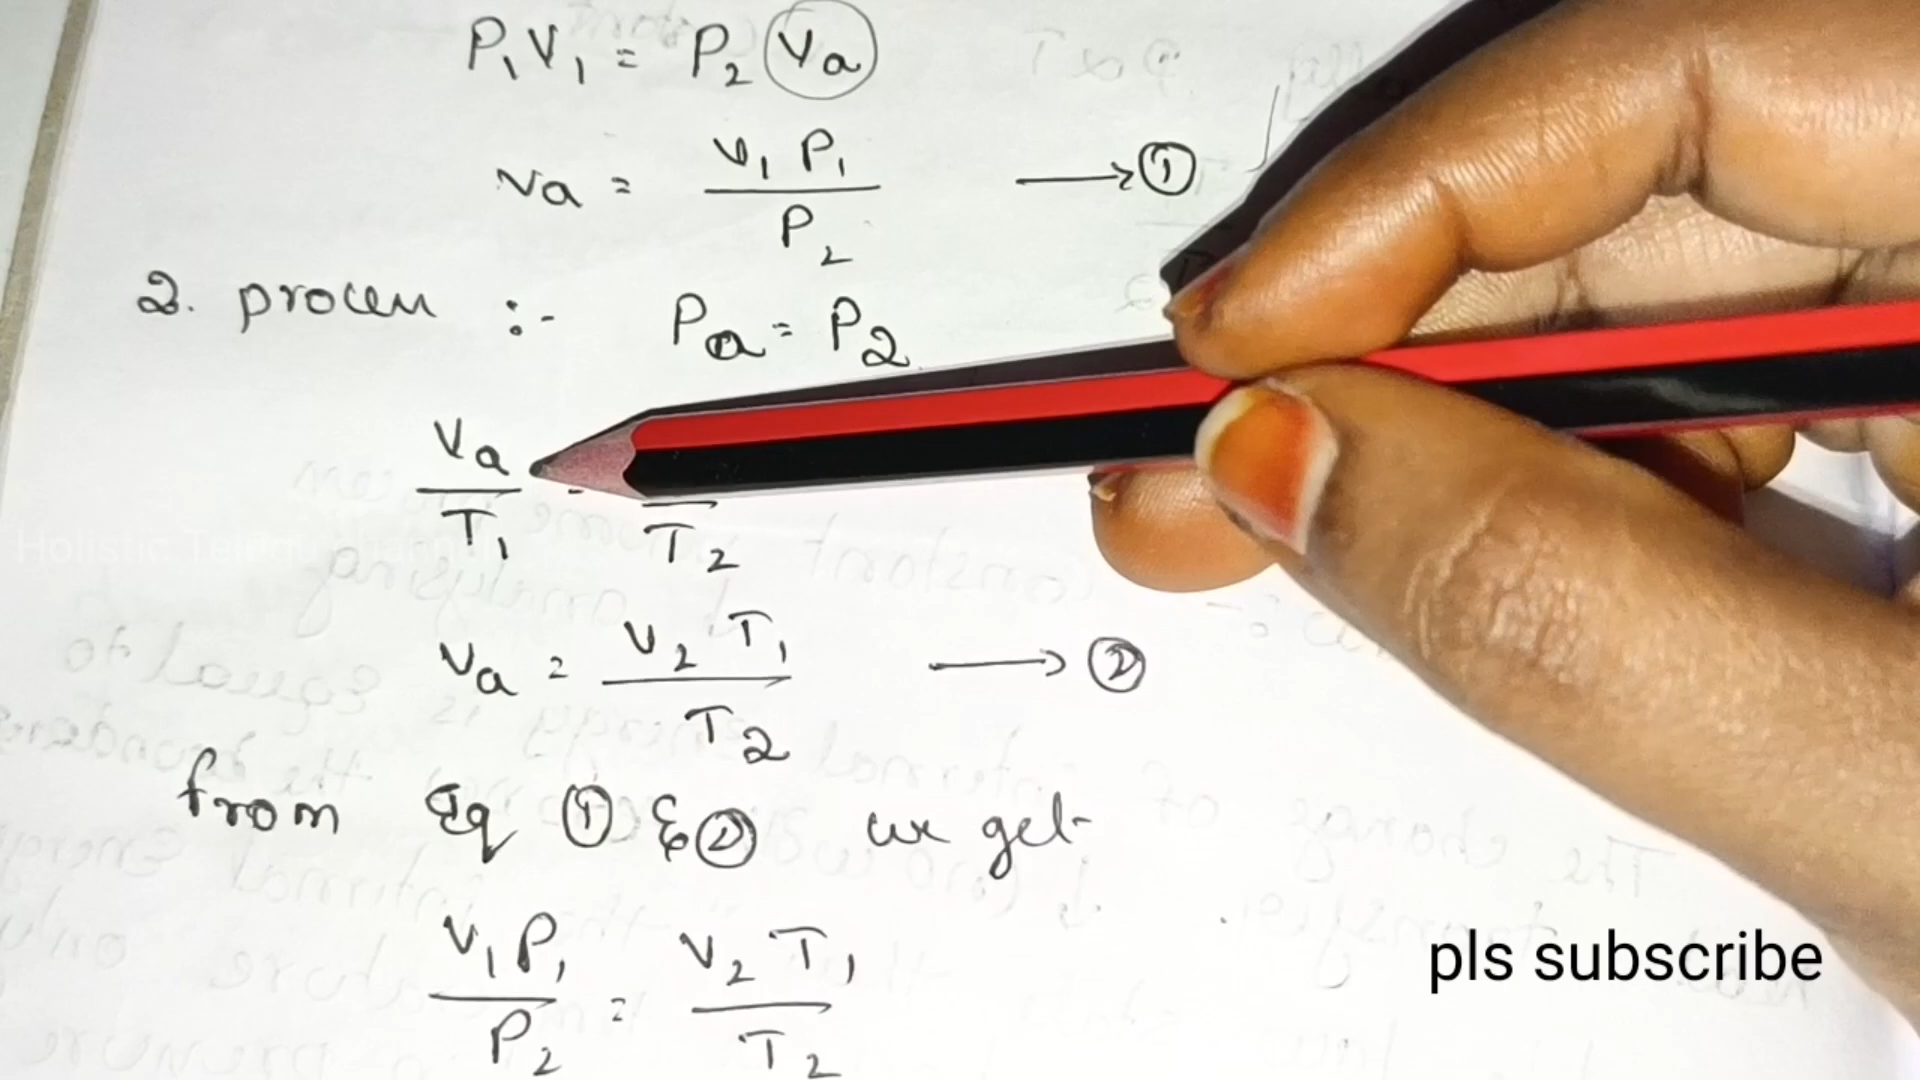 P₁V₁ = P₂ Va
Va = V₁ P₁ / P₂ → ①
2. process :- Pa = P₂
Va / T₁ = / T₂
Va = V₂ T₁ / T₂ → ②
from Eq ① & ② we get
V₁ P₁ / P₂ = V₂ T₁ / T₂
pls subscribe